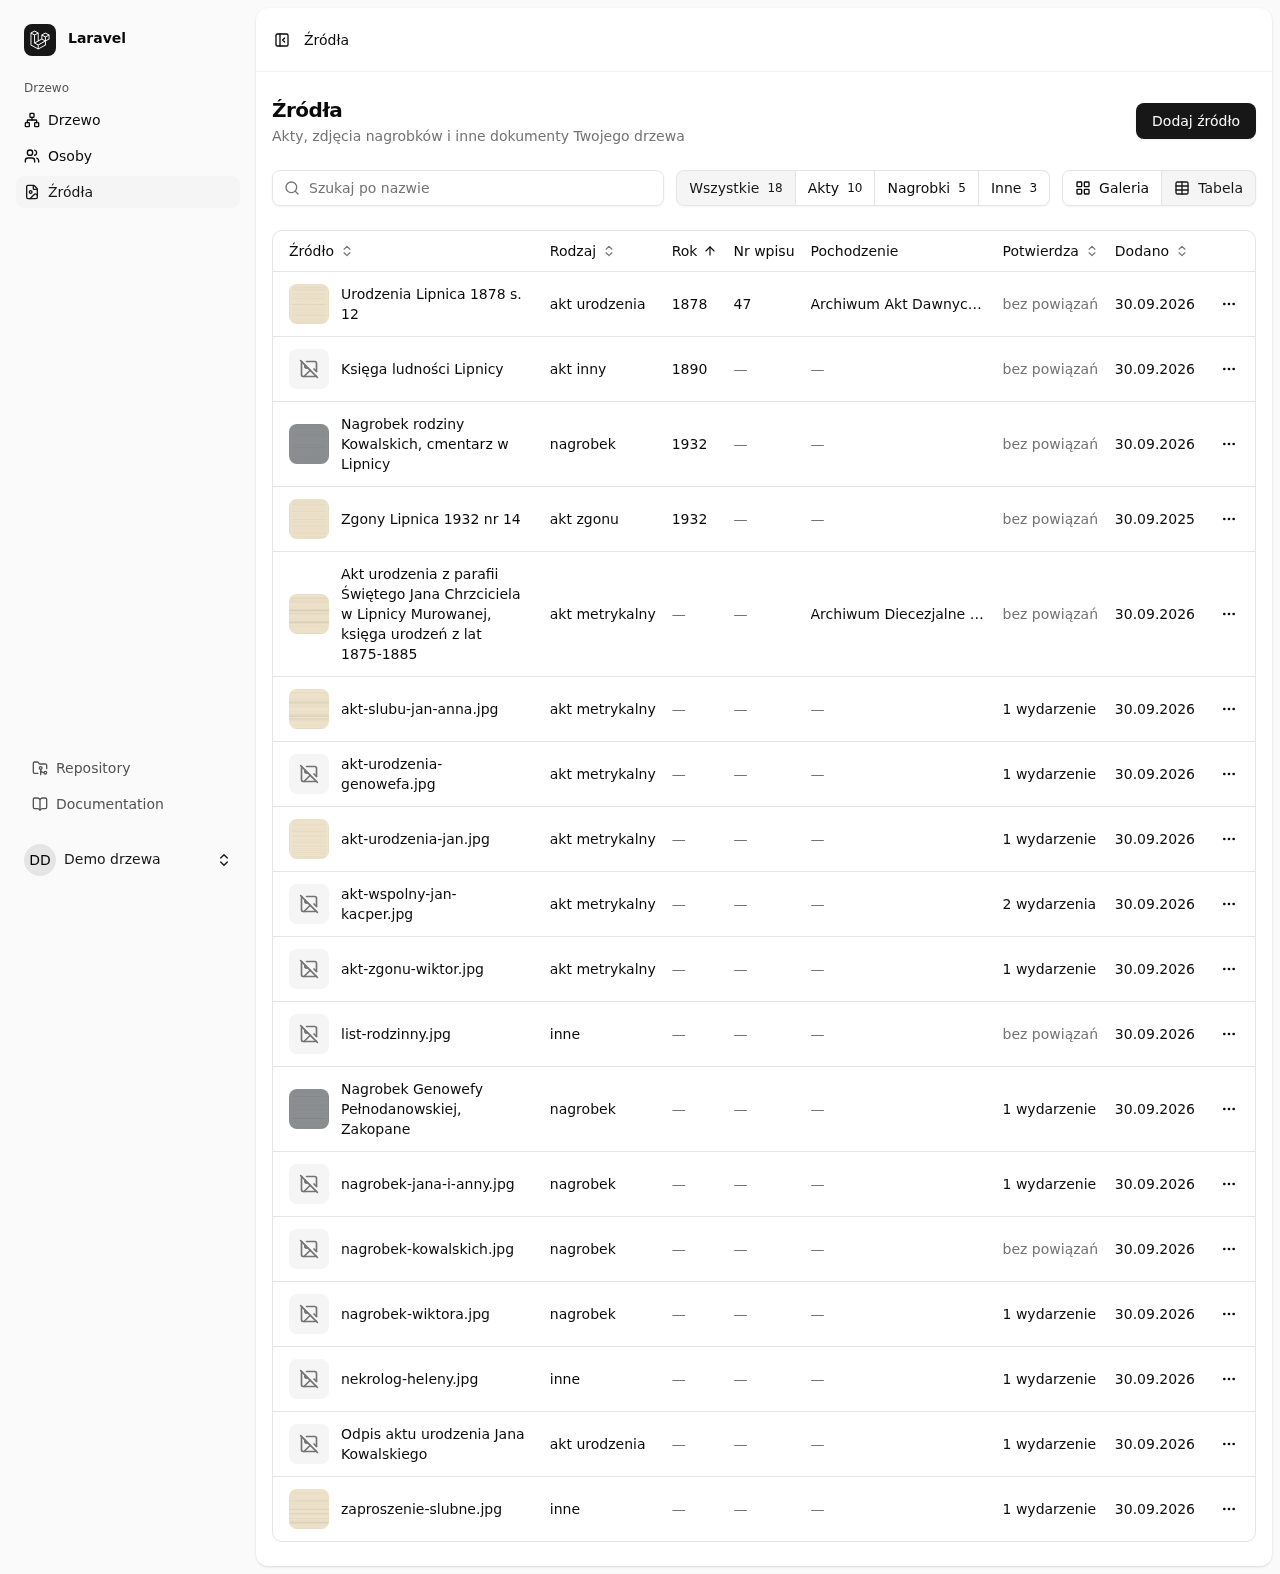 Laravel
Drzewo
Drzewo
Osoby
Źródła
Repository
Documentation
DD Demo drzewa
Źródła
Źródła
Akty, zdjęcia nagrobków i inne dokumenty Twojego drzewa
Dodaj źródło
Szukaj po nazwie
Wszystkie 18 Akty 10 Nagrobki 5 Inne 3
Galeria Tabela
Źródło Rodzaj Rok Nr wpisu Pochodzenie Potwierdza Dodano
Urodzenia Lipnica 1878 s.
12
akt urodzenia 1878 47 Archiwum Akt Dawnyc... bez powiązań 30.09.2026
Księga ludności Lipnicy akt inny 1890 — — bez powiązań 30.09.2026
Nagrobek rodziny
Kowalskich, cmentarz w
Lipnicy
nagrobek 1932 — — bez powiązań 30.09.2026
Zgony Lipnica 1932 nr 14 akt zgonu 1932 — — bez powiązań 30.09.2025
Akt urodzenia z parafii
Świętego Jana Chrzciciela
w Lipnicy Murowanej,
księga urodzeń z lat
1875-1885
akt metrykalny — — Archiwum Diecezjalne ... bez powiązań 30.09.2026
akt-slubu-jan-anna.jpg akt metrykalny — — — 1 wydarzenie 30.09.2026
akt-urodzenia-
genowefa.jpg
akt metrykalny — — — 1 wydarzenie 30.09.2026
akt-urodzenia-jan.jpg akt metrykalny — — — 1 wydarzenie 30.09.2026
akt-wspolny-jan-
kacper.jpg
akt metrykalny — — — 2 wydarzenia 30.09.2026
akt-zgonu-wiktor.jpg akt metrykalny — — — 1 wydarzenie 30.09.2026
list-rodzinny.jpg inne — — — bez powiązań 30.09.2026
Nagrobek Genowefy
Pełnodanowskiej,
Zakopane
nagrobek — — — 1 wydarzenie 30.09.2026
nagrobek-jana-i-anny.jpg nagrobek — — — 1 wydarzenie 30.09.2026
nagrobek-kowalskich.jpg nagrobek — — — bez powiązań 30.09.2026
nagrobek-wiktora.jpg nagrobek — — — 1 wydarzenie 30.09.2026
nekrolog-heleny.jpg inne — — — 1 wydarzenie 30.09.2026
Odpis aktu urodzenia Jana
Kowalskiego
akt urodzenia — — — 1 wydarzenie 30.09.2026
zaproszenie-slubne.jpg inne — — — 1 wydarzenie 30.09.2026